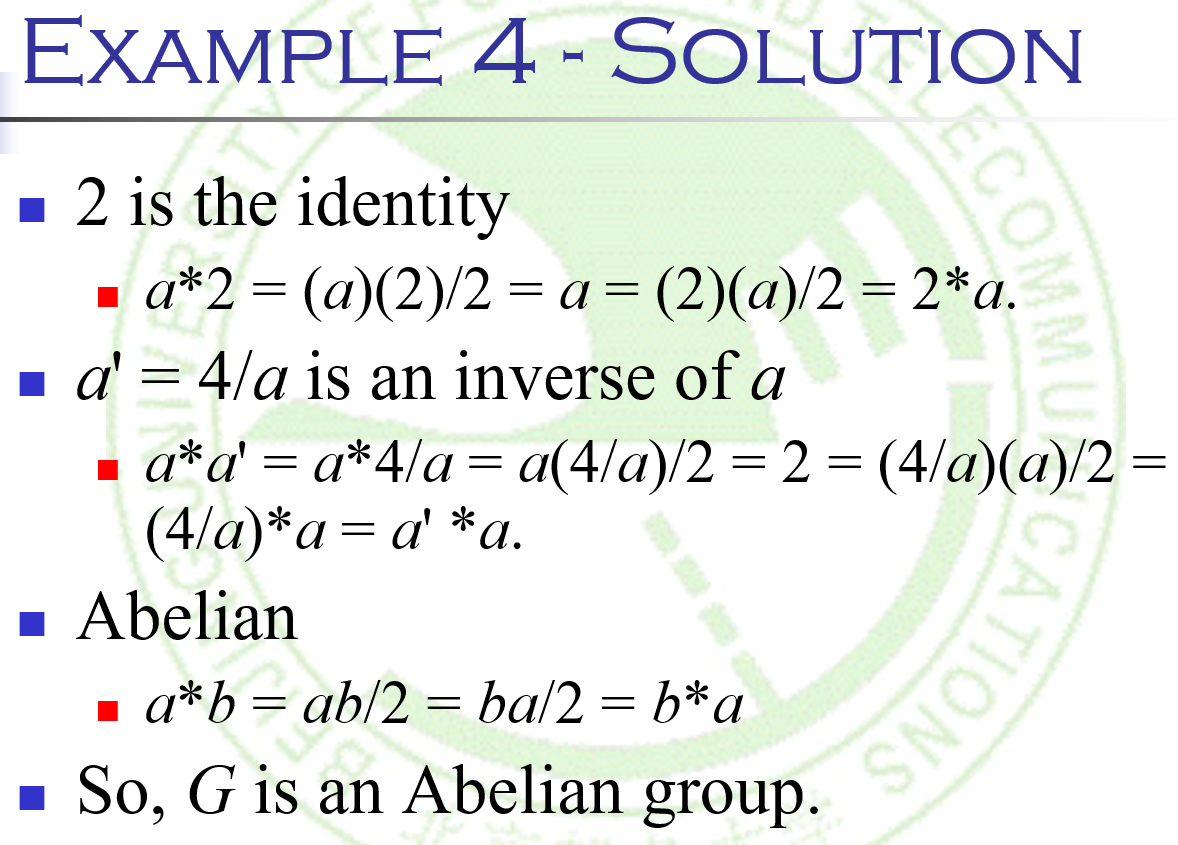 EXAMPLE 4 - SOLUTION
2 is the identity
a*2 = (a)(2)/2 = a = (2)(a)/2 = 2*a.
a' = 4/a is an inverse of a
a*a' = a*4/a = a(4/a)/2 = 2 = (4/a)(a)/2 =
(4/a)*a = a' *a.
Abelian
a*b = ab/2 = ba/2 = b*a
So, G is an Abelian group.